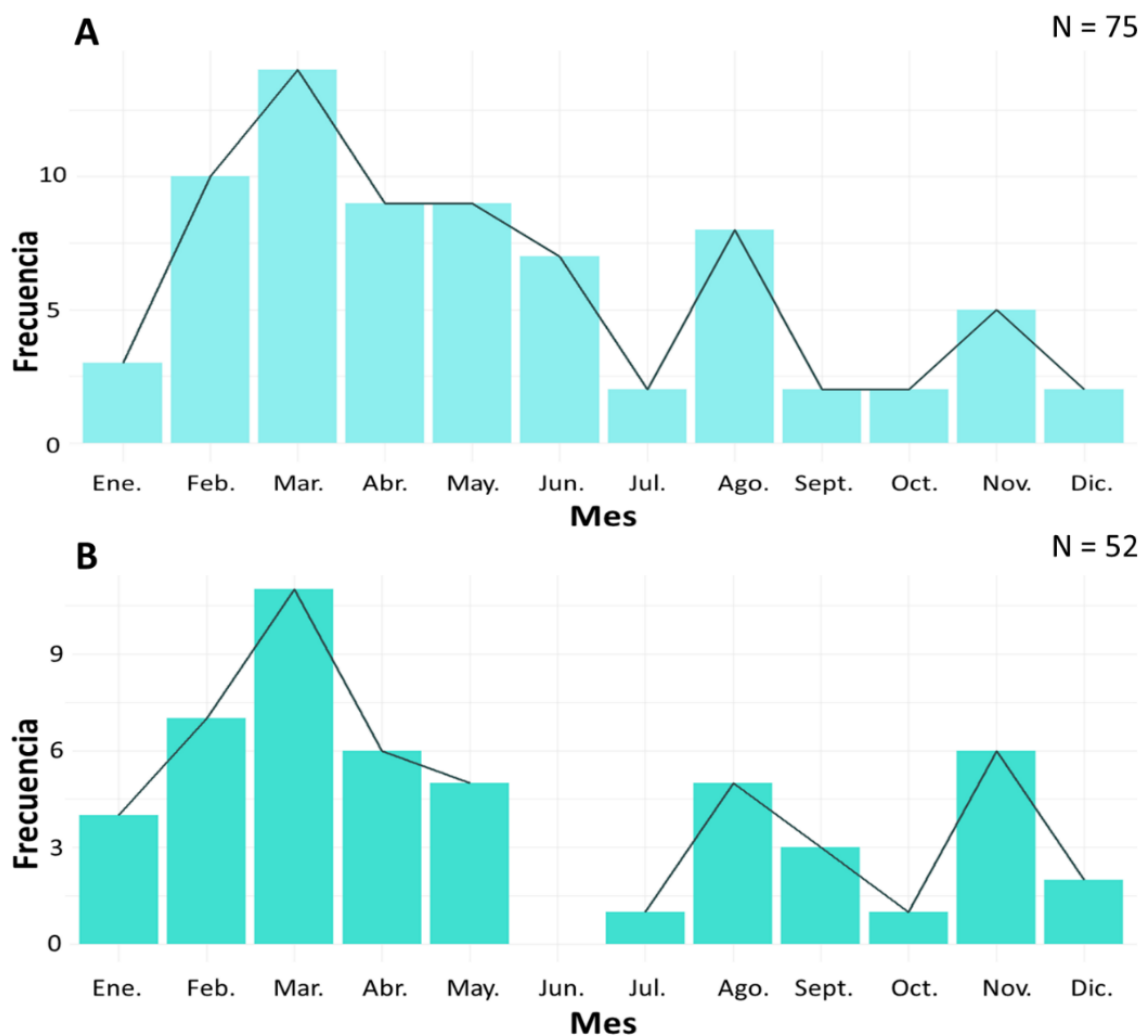 A
N = 75
Frecuencia
10
5
0
Ene. Feb. Mar. Abr. May. Jun. Jul. Ago. Sept. Oct. Nov. Dic.
Mes
B
N = 52
Frecuencia
9
6
3
0
Ene. Feb. Mar. Abr. May. Jun. Jul. Ago. Sept. Oct. Nov. Dic.
Mes